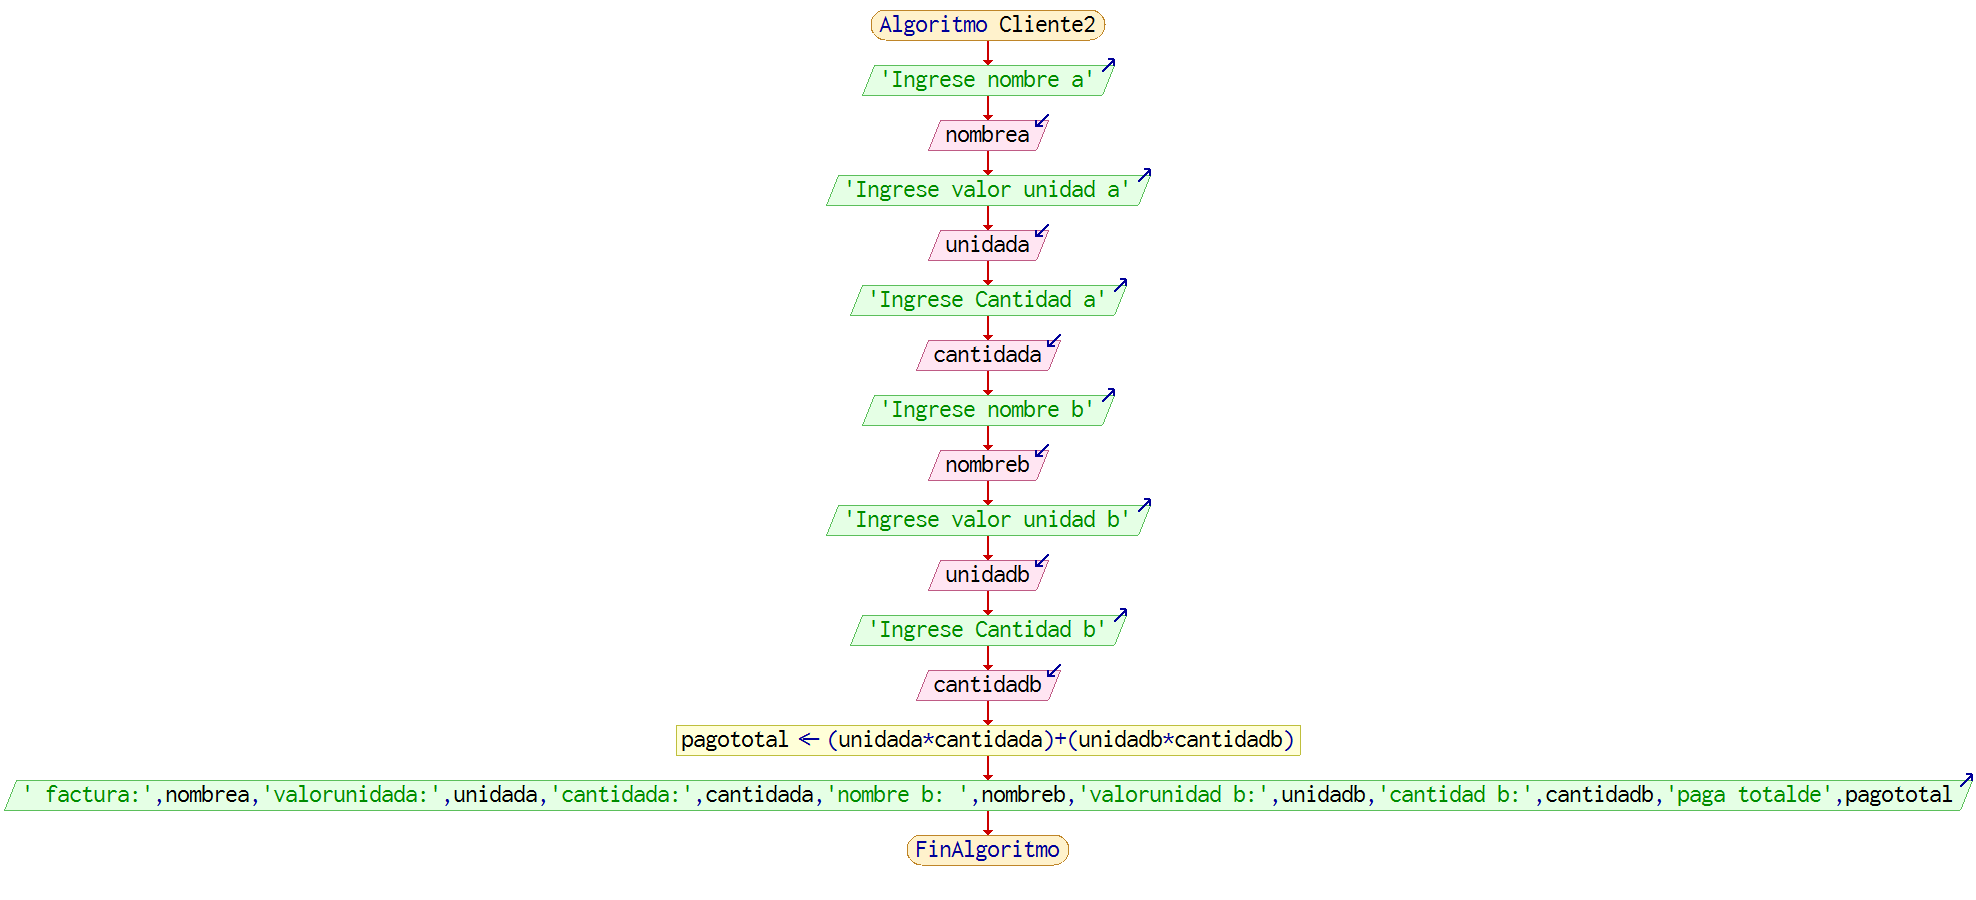 Algoritmo Cliente2
'Ingrese nombre a'
nombrea
'Ingrese valor unidad a'
unidada
'Ingrese Cantidad a'
cantidada
'Ingrese nombre b'
nombreb
'Ingrese valor unidad b'
unidadb
'Ingrese Cantidad b'
cantidadb
pagototal ← (unidada*cantidada)+(unidadb*cantidadb)
' factura:',nombrea,'valorunidada:',unidada,'cantidada:',cantidada,'nombre b: ',nombreb,'valorunidad b:',unidadb,'cantidad b:',cantidadb,'paga totalde',pagototal
FinAlgoritmo